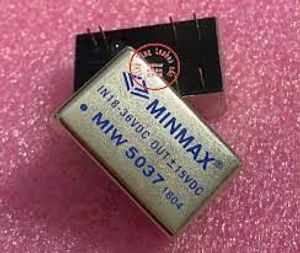 MINMAX®
IN 18-36VDC OUT ±15VDC
MIW 5037 1804